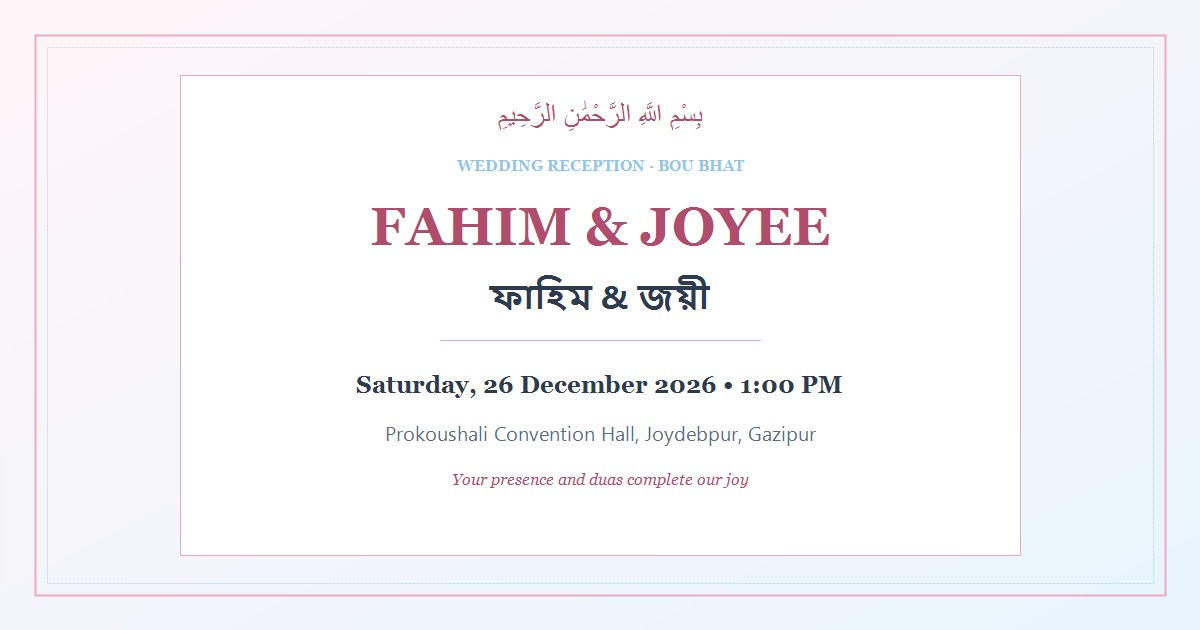 بِسْمِ اللَّهِ الرَّحْمَٰنِ الرَّحِيمِ
WEDDING RECEPTION · BOU BHAT
FAHIM & JOYEE
ফাহিম & জয়ী
Saturday, 26 December 2026 • 1:00 PM
Prokoushali Convention Hall, Joydebpur, Gazipur
Your presence and duas complete our joy